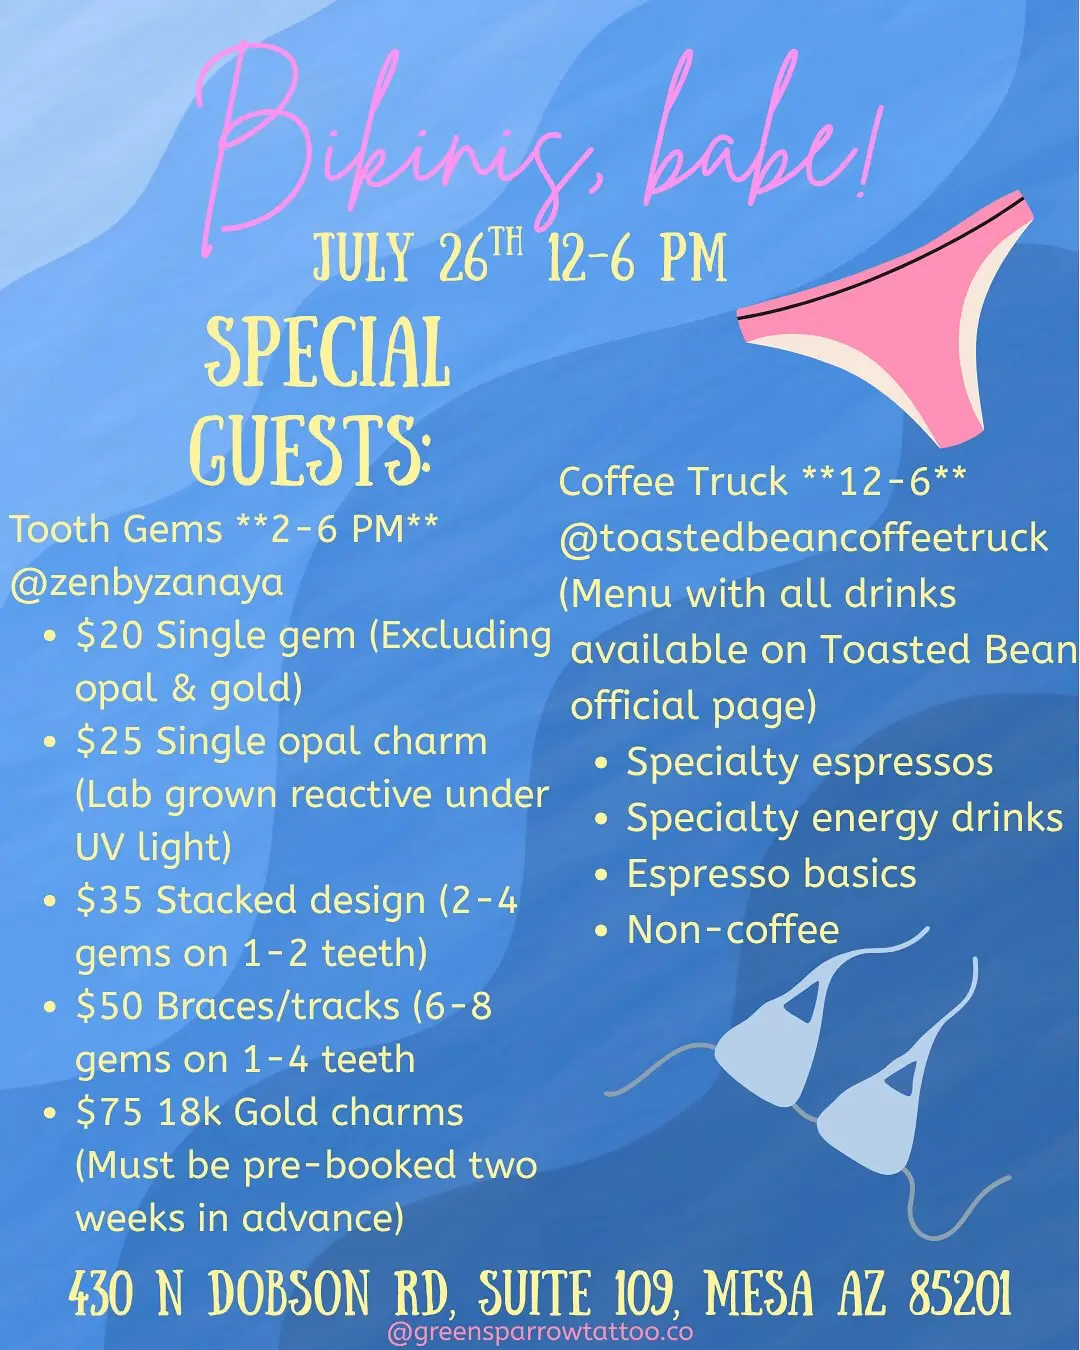 Bikinis, babe!
JULY 26TH 12-6 PM
SPECIAL
GUESTS:
Tooth Gems **2-6 PM**
@zenbyzanaya
• $20 Single gem (Excluding
opal & gold)
• $25 Single opal charm
(Lab grown reactive under
UV light)
• $35 Stacked design (2-4
gems on 1-2 teeth)
• $50 Braces/tracks (6-8
gems on 1-4 teeth
• $75 18k Gold charms
(Must be pre-booked two
weeks in advance)
Coffee Truck **12-6**
@toastedbeancoffeetruck
(Menu with all drinks
available on Toasted Bean
official page)
• Specialty espressos
• Specialty energy drinks
• Espresso basics
• Non-coffee
430 N DOBSON RD, SUITE 109, MESA AZ 85201
@greensparrowtattoo.co